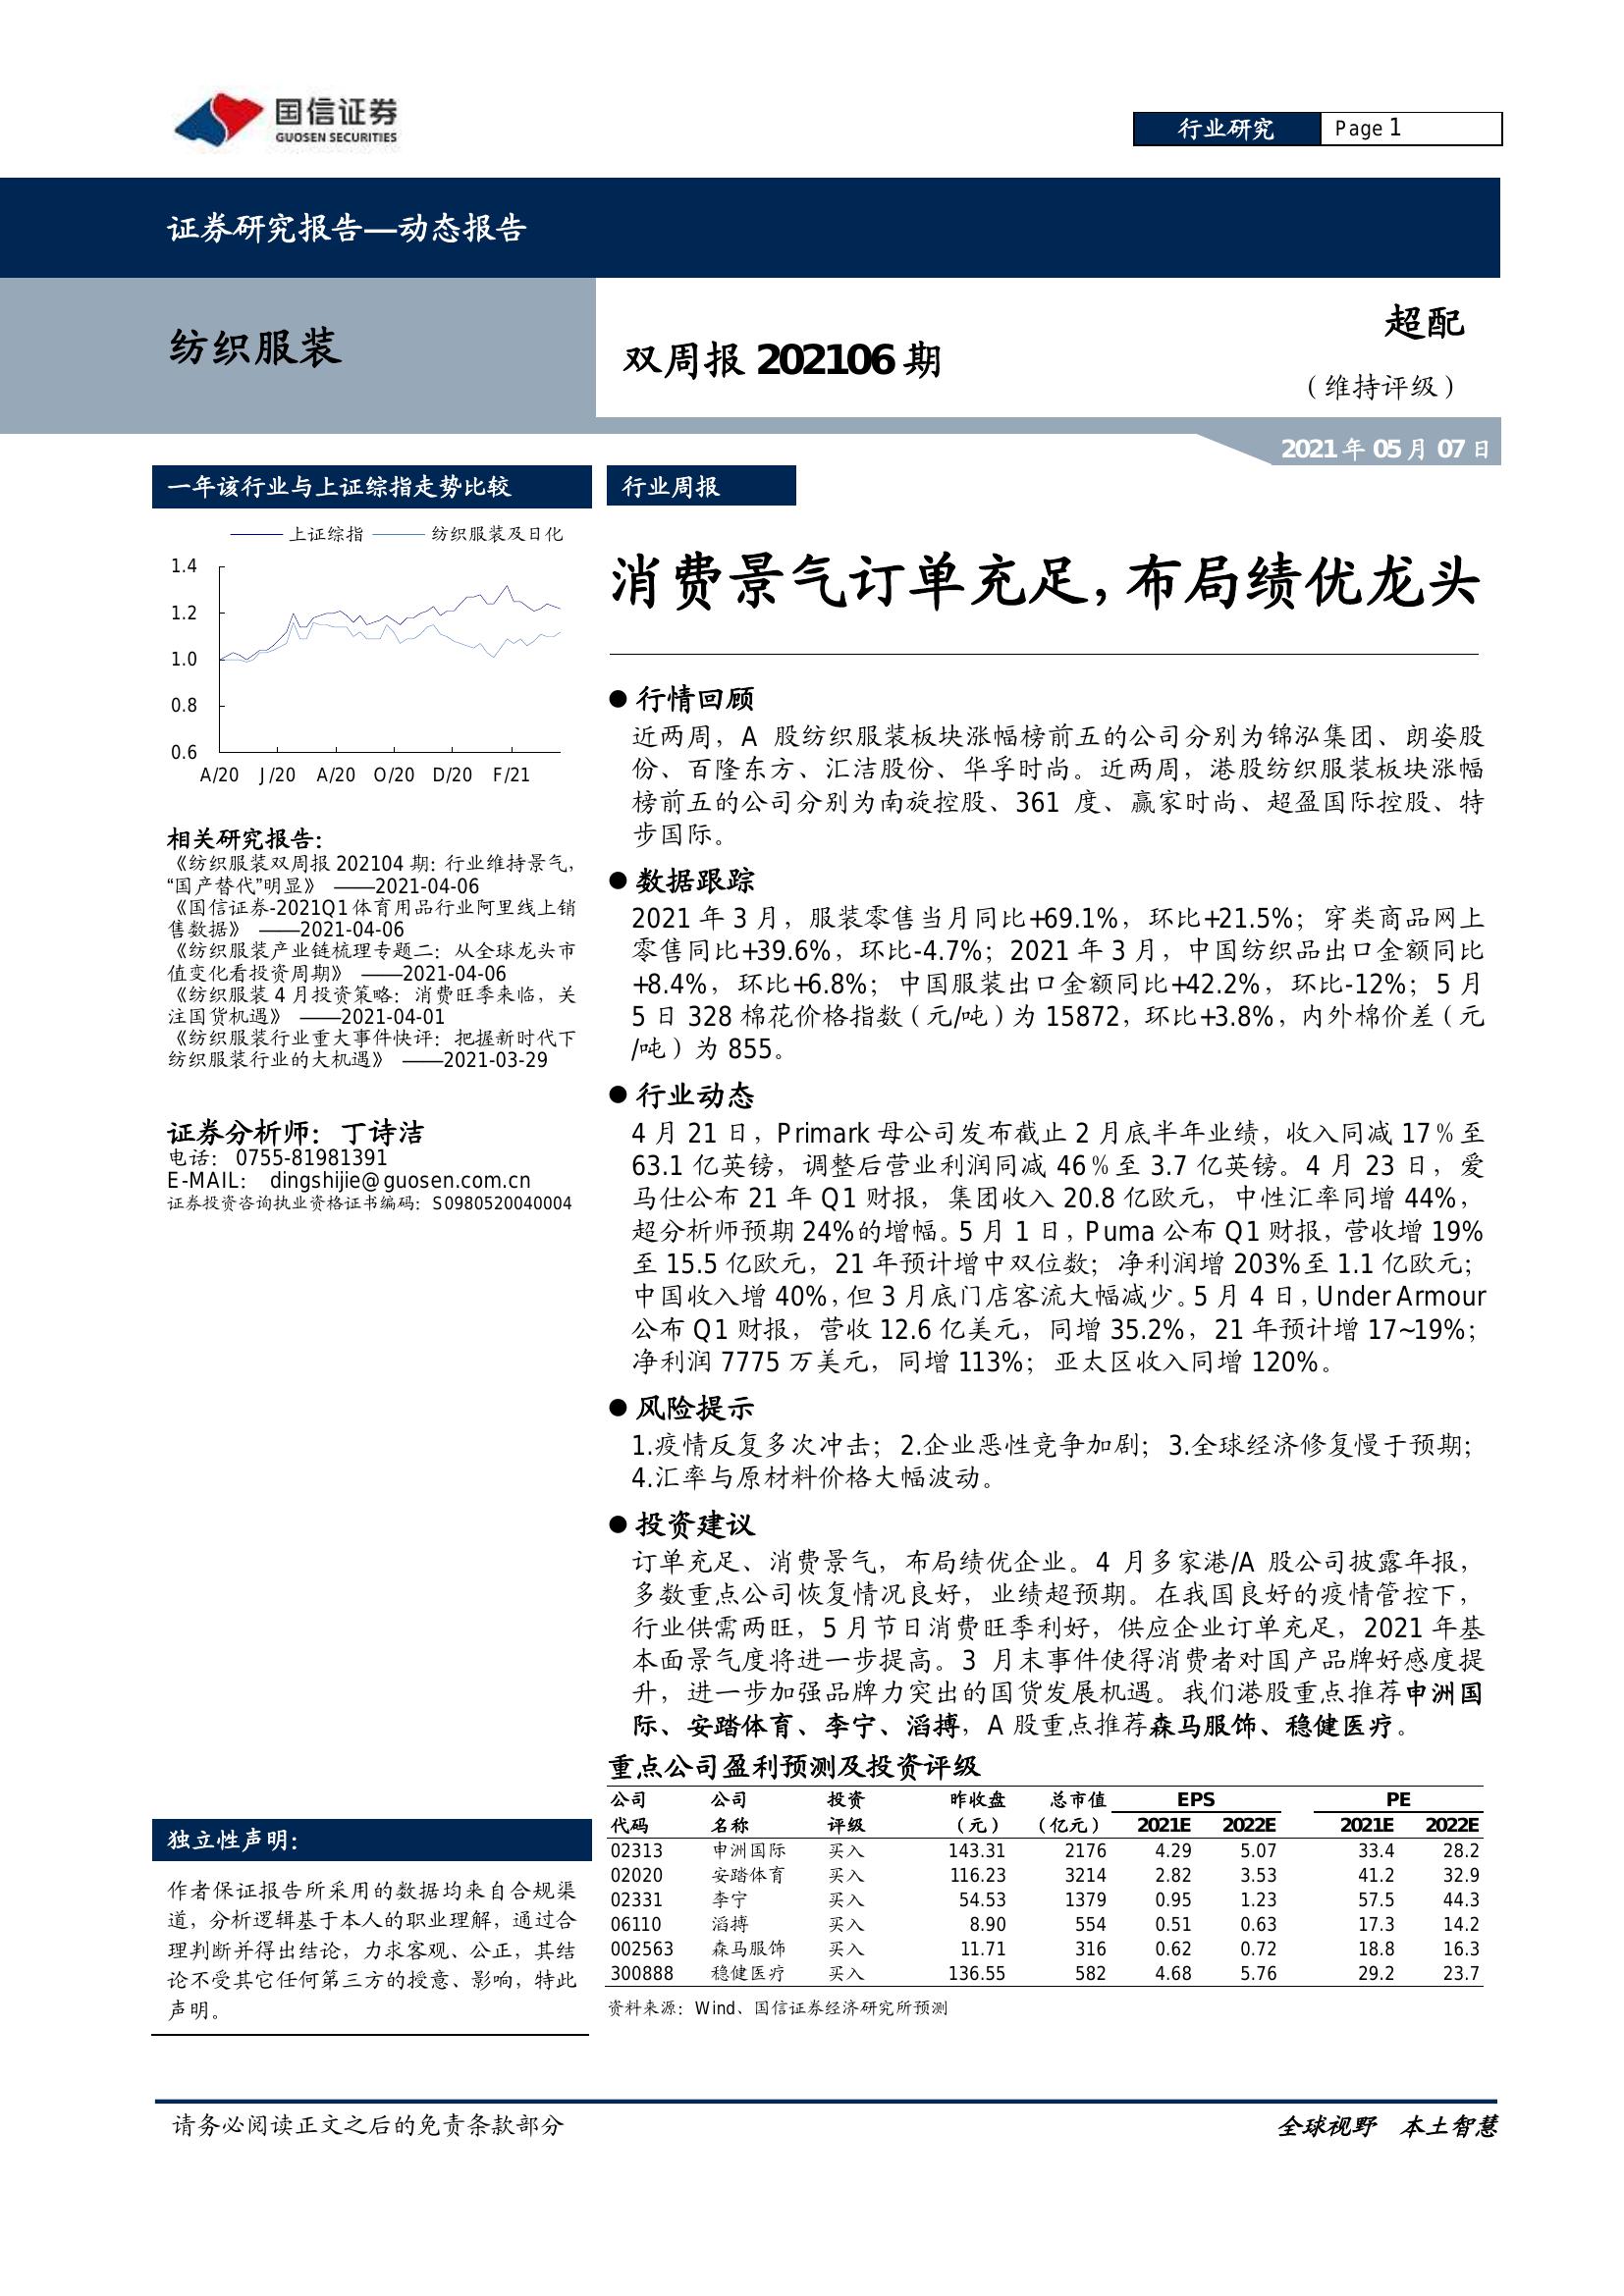 国信证券
GUOSEN SECURITIES
行业研究 Page 1
证券研究报告—动态报告
纺织服装
双周报 202106 期
超配
（维持评级）
2021 年 05 月 07 日
一年该行业与上证综指走势比较
上证综指 纺织服装及日化
1.4
1.2
1.0
0.8
0.6
A/20 J/20 A/20 O/20 D/20 F/21
相关研究报告：
《纺织服装双周报 202104 期：行业维持景气，
“国产替代”明显》 ——2021-04-06
《国信证券-2021Q1 体育用品行业阿里线上销
售数据》 ——2021-04-06
《纺织服装产业链梳理专题二：从全球龙头市
值变化看投资周期》 ——2021-04-06
《纺织服装 4 月投资策略：消费旺季来临，关
注国货机遇》 ——2021-04-01
《纺织服装行业重大事件快评：把握新时代下
纺织服装行业的大机遇》 ——2021-03-29
证券分析师：丁诗洁
电话： 0755-81981391
E-MAIL： dingshijie@guosen.com.cn
证券投资咨询执业资格证书编码：S0980520040004
独立性声明：
作者保证报告所采用的数据均来自合规渠
道，分析逻辑基于本人的职业理解，通过合
理判断并得出结论，力求客观、公正，其结
论不受其它任何第三方的授意、影响，特此
声明。
行业周报
消费景气订单充足，布局绩优龙头
● 行情回顾
近两周，A 股纺织服装板块涨幅榜前五的公司分别为锦泓集团、朗姿股
份、百隆东方、汇洁股份、华孚时尚。近两周，港股纺织服装板块涨幅
榜前五的公司分别为南旋控股、361 度、赢家时尚、超盈国际控股、特
步国际。
● 数据跟踪
2021 年 3 月，服装零售当月同比+69.1%，环比+21.5%；穿类商品网上
零售同比+39.6%，环比-4.7%；2021 年 3 月，中国纺织品出口金额同比
+8.4%，环比+6.8%；中国服装出口金额同比+42.2%，环比-12%；5 月
5 日 328 棉花价格指数（元/吨）为 15872，环比+3.8%，内外棉价差（元
/吨）为 855。
● 行业动态
4 月 21 日，Primark 母公司发布截止 2 月底半年业绩，收入同减 17％至
63.1 亿英镑，调整后营业利润同减 46％至 3.7 亿英镑。4 月 23 日，爱
马仕公布 21 年 Q1 财报，集团收入 20.8 亿欧元，中性汇率同增 44%，
超分析师预期 24%的增幅。5 月 1 日，Puma 公布 Q1 财报，营收增 19%
至 15.5 亿欧元，21 年预计增中双位数；净利润增 203%至 1.1 亿欧元；
中国收入增 40%，但 3 月底门店客流大幅减少。5 月 4 日，Under Armour
公布 Q1 财报，营收 12.6 亿美元，同增 35.2%，21 年预计增 17~19%；
净利润 7775 万美元，同增 113%；亚太区收入同增 120%。
● 风险提示
1.疫情反复多次冲击；2.企业恶性竞争加剧；3.全球经济修复慢于预期；
4.汇率与原材料价格大幅波动。
● 投资建议
订单充足、消费景气，布局绩优企业。4 月多家港/A 股公司披露年报，
多数重点公司恢复情况良好，业绩超预期。在我国良好的疫情管控下，
行业供需两旺，5 月节日消费旺季利好，供应企业订单充足，2021 年基
本面景气度将进一步提高。3 月末事件使得消费者对国产品牌好感度提
升，进一步加强品牌力突出的国货发展机遇。我们港股重点推荐申洲国
际、安踏体育、李宁、滔搏，A 股重点推荐森马服饰、稳健医疗。
重点公司盈利预测及投资评级
公司 公司 投资 昨收盘 总市值 EPS PE
代码 名称 评级 （元） （亿元） 2021E 2022E 2021E 2022E
02313 申洲国际 买入 143.31 2176 4.29 5.07 33.4 28.2
02020 安踏体育 买入 116.23 3214 2.82 3.53 41.2 32.9
02331 李宁 买入 54.53 1379 0.95 1.23 57.5 44.3
06110 滔搏 买入 8.90 554 0.51 0.63 17.3 14.2
002563 森马服饰 买入 11.71 316 0.62 0.72 18.8 16.3
300888 稳健医疗 买入 136.55 582 4.68 5.76 29.2 23.7
资料来源：Wind、国信证券经济研究所预测
请务必阅读正文之后的免责条款部分
全球视野 本土智慧